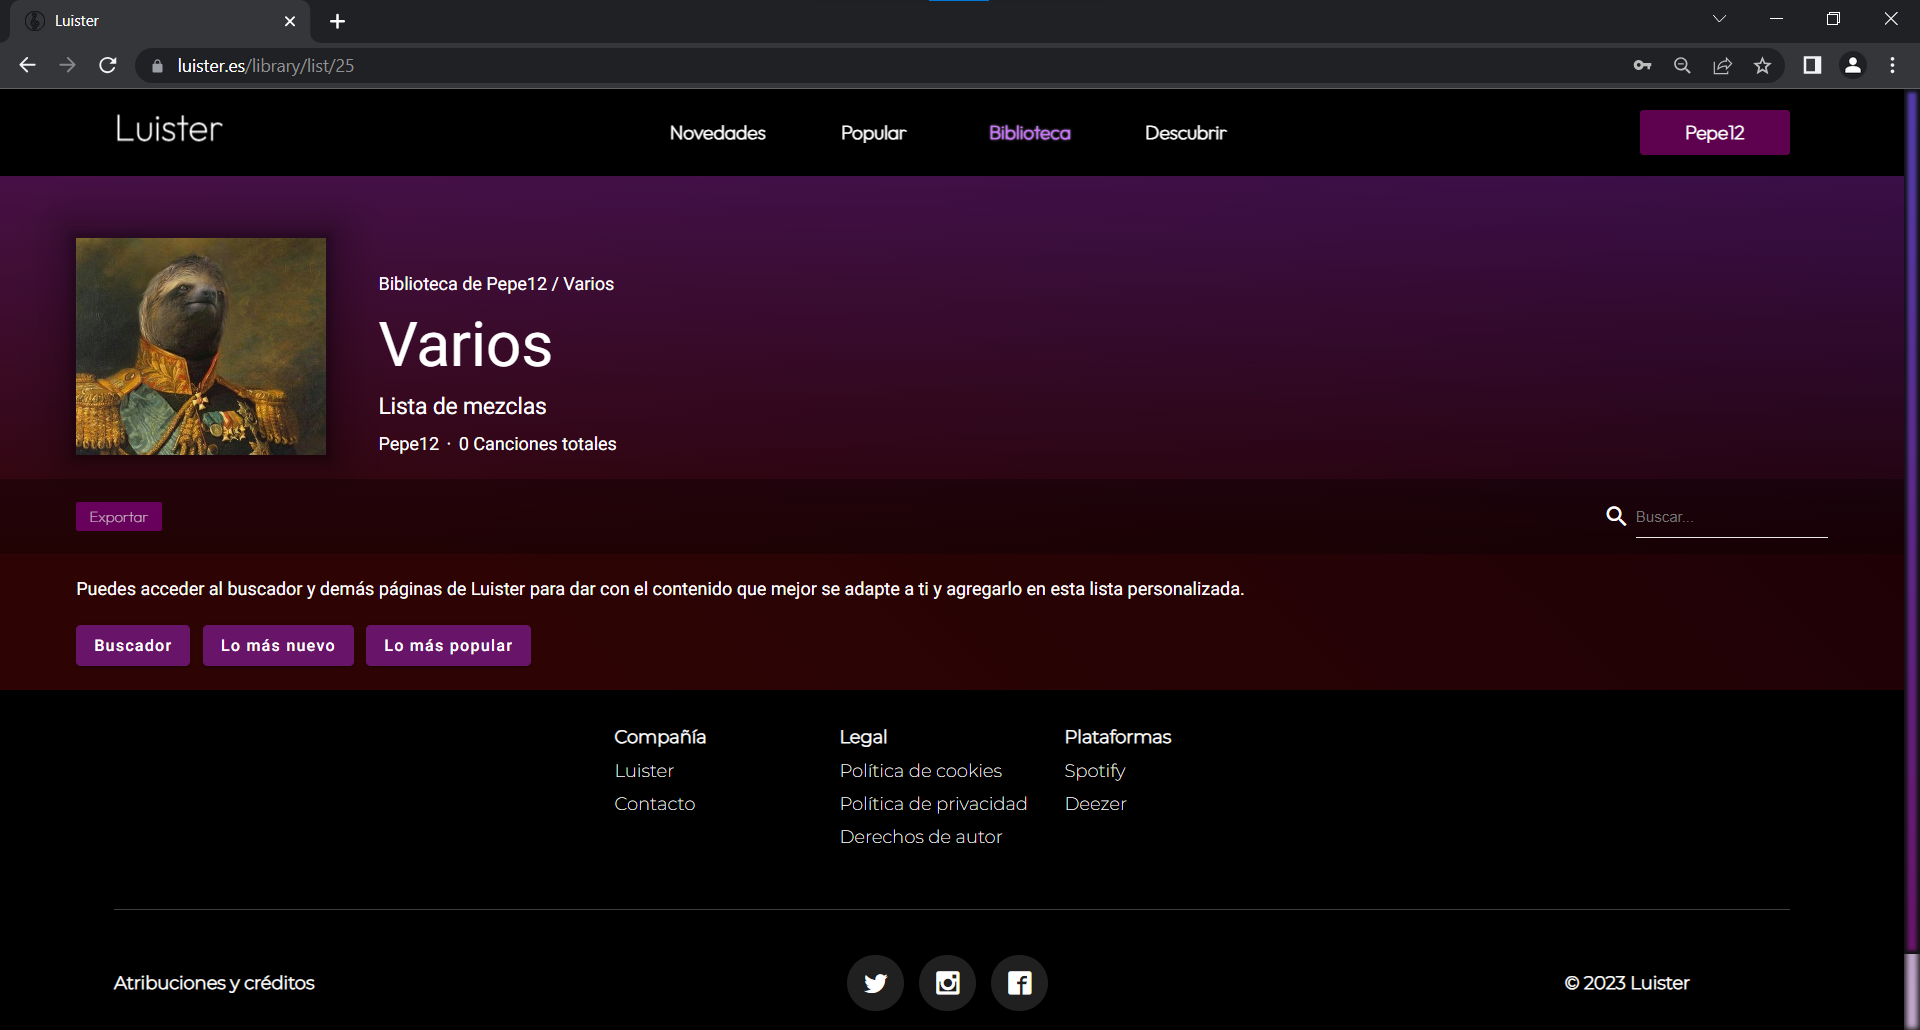 Luister
luister.es/library/list/25
Luister
Novedades
Popular
Biblioteca
Descubrir
Pepe12
Biblioteca de Pepe12 / Varios
Varios
Lista de mezclas
Pepe12 · 0 Canciones totales
Exportar
Buscar...
Puedes acceder al buscador y demás páginas de Luister para dar con el contenido que mejor se adapte a ti y agregarlo en esta lista personalizada.
Buscador
Lo más nuevo
Lo más popular
Compañía
Luister
Contacto
Legal
Política de cookies
Política de privacidad
Derechos de autor
Plataformas
Spotify
Deezer
Atribuciones y créditos
© 2023 Luister